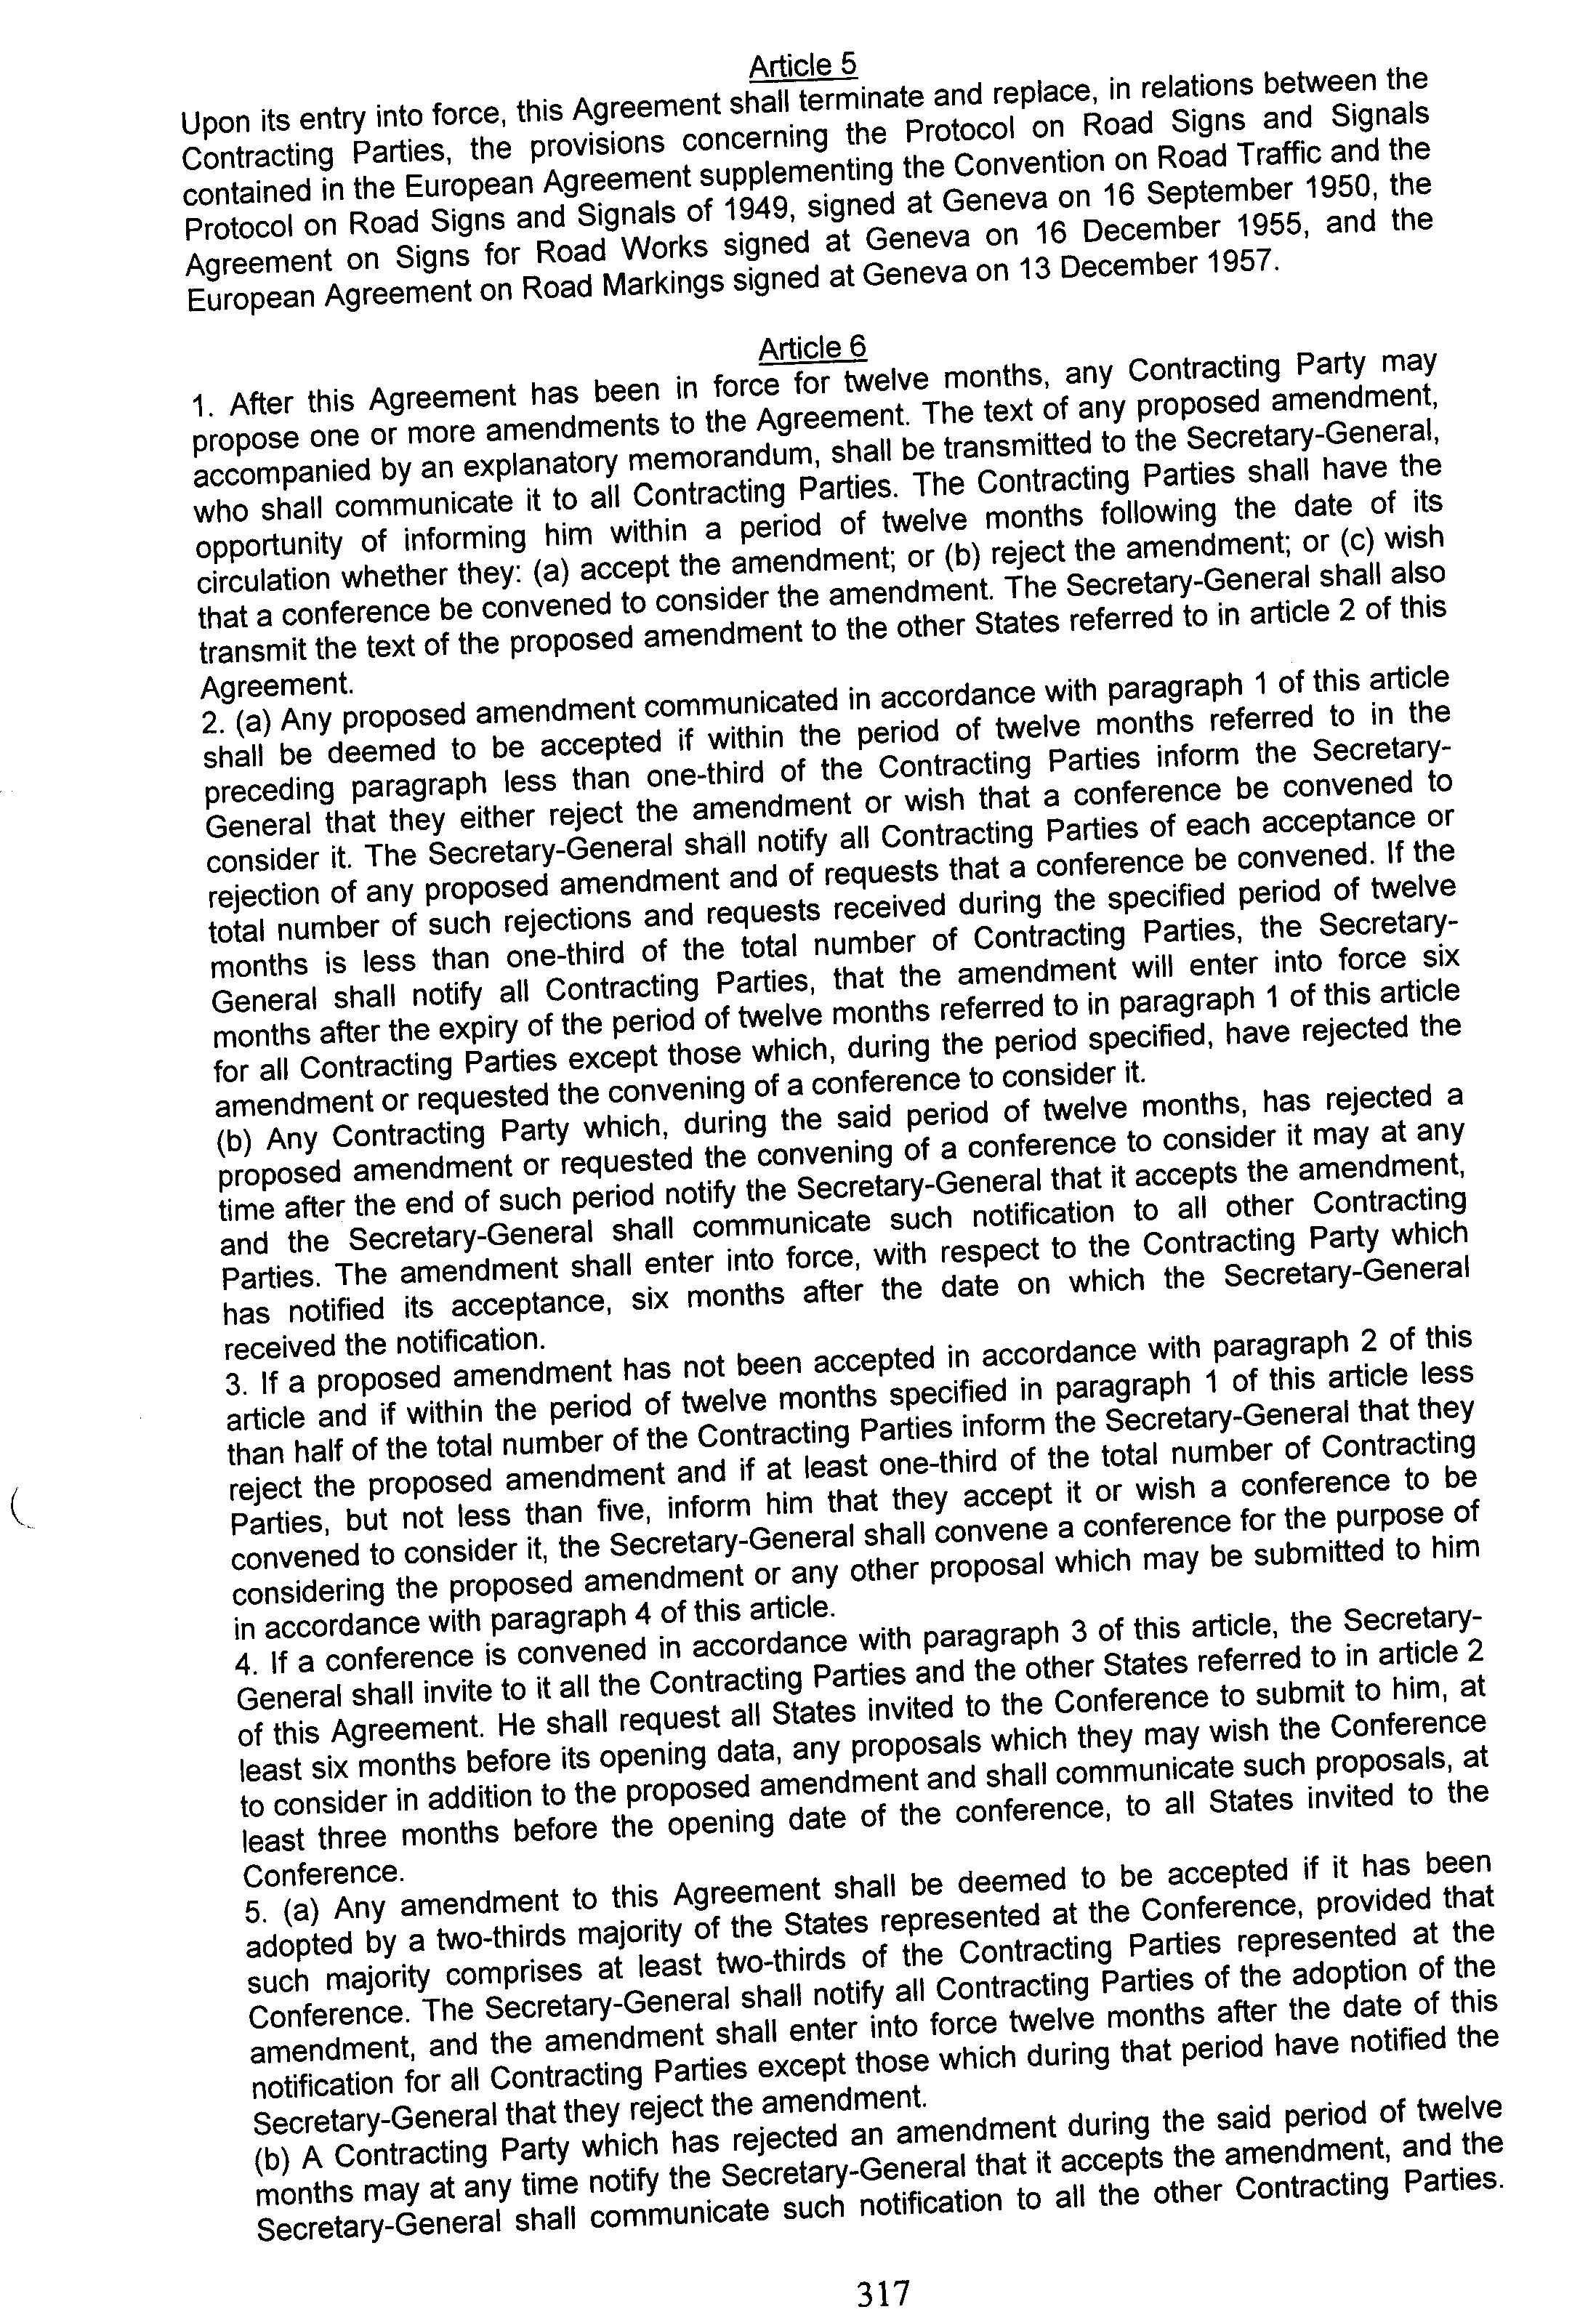 Article 5
Upon its entry into force, this Agreement shall terminate and replace, in relations between the
Contracting Parties, the provisions concerning the Protocol on Road Signs and Signals
contained in the European Agreement supplementing the Convention on Road Traffic and the
Protocol on Road Signs and Signals of 1949, signed at Geneva on 16 September 1950, the
Agreement on Signs for Road Works signed at Geneva on 16 December 1955, and the
European Agreement on Road Markings signed at Geneva on 13 December 1957.
Article 6
1. After this Agreement has been in force for twelve months, any Contracting Party may
propose one or more amendments to the Agreement. The text of any proposed amendment,
accompanied by an explanatory memorandum, shall be transmitted to the Secretary-General,
who shall communicate it to all Contracting Parties. The Contracting Parties shall have the
opportunity of informing him within a period of twelve months following the date of its
circulation whether they: (a) accept the amendment; or (b) reject the amendment; or (c) wish
that a conference be convened to consider the amendment. The Secretary-General shall also
transmit the text of the proposed amendment to the other States referred to in article 2 of this
Agreement.
2. (a) Any proposed amendment communicated in accordance with paragraph 1 of this article
shall be deemed to be accepted if within the period of twelve months referred to in the
preceding paragraph less than one-third of the Contracting Parties inform the Secretary-
General that they either reject the amendment or wish that a conference be convened to
consider it. The Secretary-General shall notify all Contracting Parties of each acceptance or
rejection of any proposed amendment and of requests that a conference be convened. If the
total number of such rejections and requests received during the specified period of twelve
months is less than one-third of the total number of Contracting Parties, the Secretary-
General shall notify all Contracting Parties, that the amendment will enter into force six
months after the expiry of the period of twelve months referred to in paragraph 1 of this article
for all Contracting Parties except those which, during the period specified, have rejected the
amendment or requested the convening of a conference to consider it.
(b) Any Contracting Party which, during the said period of twelve months, has rejected a
proposed amendment or requested the convening of a conference to consider it may at any
time after the end of such period notify the Secretary-General that it accepts the amendment,
and the Secretary-General shall communicate such notification to all other Contracting
Parties. The amendment shall enter into force, with respect to the Contracting Party which
has notified its acceptance, six months after the date on which the Secretary-General
received the notification.
3. If a proposed amendment has not been accepted in accordance with paragraph 2 of this
article and if within the period of twelve months specified in paragraph 1 of this article less
than half of the total number of the Contracting Parties inform the Secretary-General that they
reject the proposed amendment and if at least one-third of the total number of Contracting
Parties, but not less than five, inform him that they accept it or wish a conference to be
convened to consider it, the Secretary-General shall convene a conference for the purpose of
considering the proposed amendment or any other proposal which may be submitted to him
in accordance with paragraph 4 of this article.
4. If a conference is convened in accordance with paragraph 3 of this article, the Secretary-
General shall invite to it all the Contracting Parties and the other States referred to in article 2
of this Agreement. He shall request all States invited to the Conference to submit to him, at
least six months before its opening data, any proposals which they may wish the Conference
to consider in addition to the proposed amendment and shall communicate such proposals, at
least three months before the opening date of the conference, to all States invited to the
Conference.
5. (a) Any amendment to this Agreement shall be deemed to be accepted if it has been
adopted by a two-thirds majority of the States represented at the Conference, provided that
such majority comprises at least two-thirds of the Contracting Parties represented at the
Conference. The Secretary-General shall notify all Contracting Parties of the adoption of the
amendment, and the amendment shall enter into force twelve months after the date of this
notification for all Contracting Parties except those which during that period have notified the
Secretary-General that they reject the amendment.
(b) A Contracting Party which has rejected an amendment during the said period of twelve
months may at any time notify the Secretary-General that it accepts the amendment, and the
Secretary-General shall communicate such notification to all the other Contracting Parties.
317